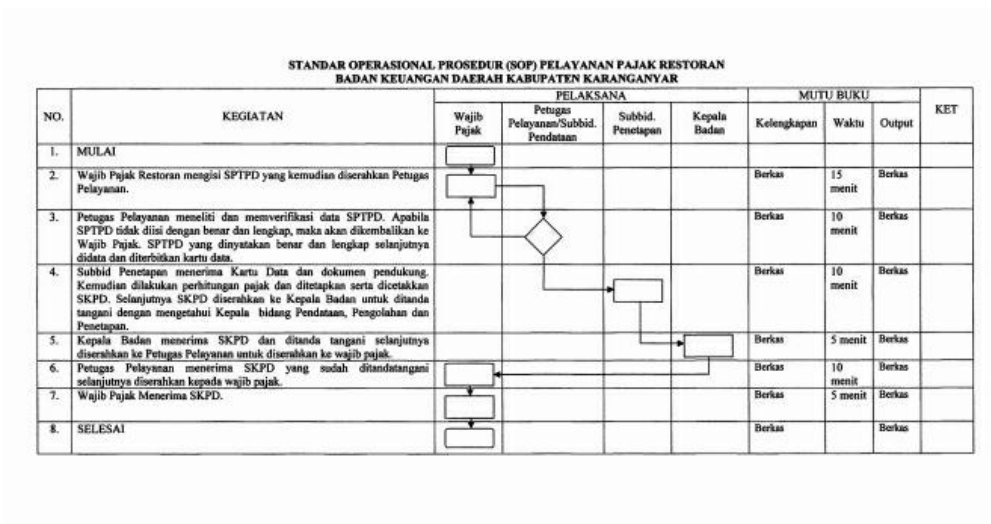 STANDAR OPERASIONAL PROSEDUR (SOP) PELAYANAN PAJAK RESTORAN
BADAN KEUANGAN DAERAH KABUPATEN KARANGANYAR
NO.
KEGIATAN
PELAKSANA
MUTU BUKU
KET
Wajib
Pajak
Petugas
Pelayanan/Subbid.
Pendataan
Subbid.
Penetapan
Kepala
Badan
Kelengkapan
Waktu
Output
1.
MULAI
2.
Wajib Pajak Restoran mengisi SPTPD yang kemudian diserahkan Petugas
Pelayanan.
Berkas
15
menit
Berkas
3.
Petugas Pelayanan meneliti dan memverifikasi data SPTPD. Apabila
SPTPD tidak diisi dengan benar dan lengkap, maka akan dikembalikan ke
Wajib Pajak. SPTPD yang dinyatakan benar dan lengkap selanjutnya
didata dan diterbitkan kartu data.
Berkas
10
menit
Berkas
4.
Subbid Penetapan menerima Kartu Data dan dokumen pendukung.
Kemudian dilakukan perhitungan pajak dan ditetapkan serta dicetakkan
SKPD. Selanjutnya SKPD diserahkan ke Kepala Badan untuk ditanda
tangani dengan mengetahui Kepala bidang Pendataan, Pengolahan dan
Penetapan.
Berkas
10
menit
Berkas
5.
Kepala Badan menerima SKPD dan ditanda tangani selanjutnya
diserahkan ke Petugas Pelayanan untuk diserahkan ke wajib pajak.
Berkas
5 menit
Berkas
6.
Petugas Pelayanan menerima SKPD yang sudah ditandatangani
selanjutnya diserahkan kepada wajib pajak.
Berkas
10
menit
Berkas
7.
Wajib Pajak Menerima SKPD.
Berkas
5 menit
Berkas
8.
SELESAI
Berkas
Berkas